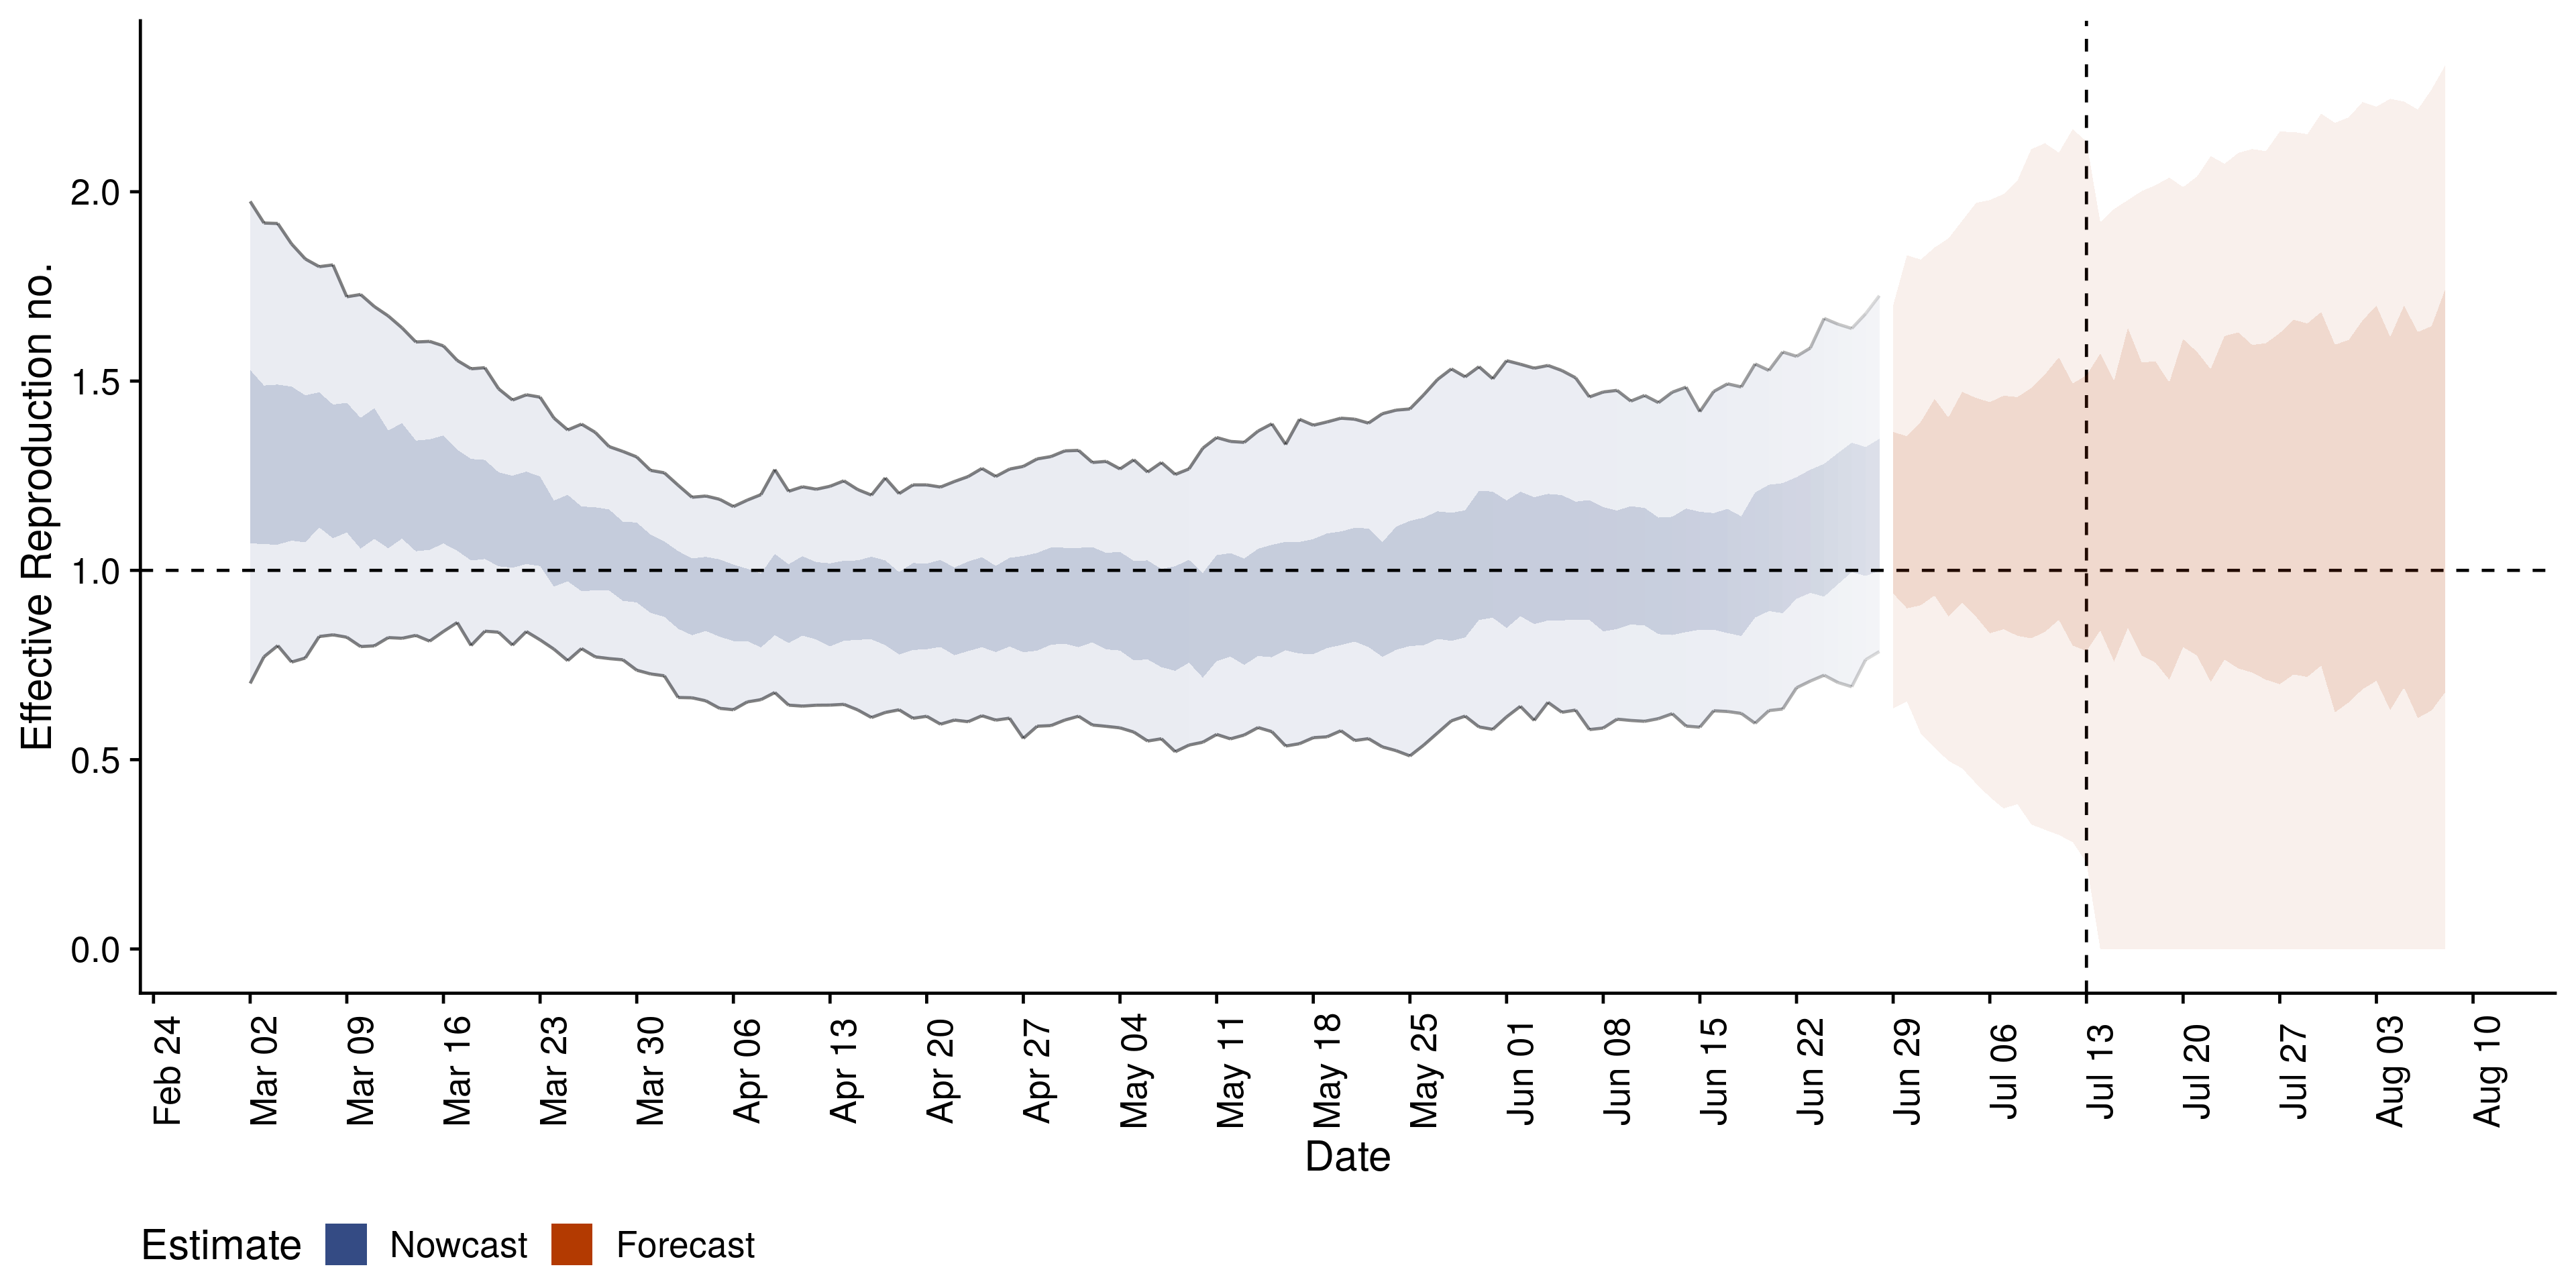 Effective Reproduction no.
2.0
1.5
1.0
0.5
0.0
Feb 24
Mar 02
Mar 09
Mar 16
Mar 23
Mar 30
Apr 06
Apr 13
Apr 20
Apr 27
May 04
May 11
May 18
May 25
Jun 01
Jun 08
Jun 15
Jun 22
Jun 29
Jul 06
Jul 13
Jul 20
Jul 27
Aug 03
Aug 10
Date
Estimate Nowcast Forecast